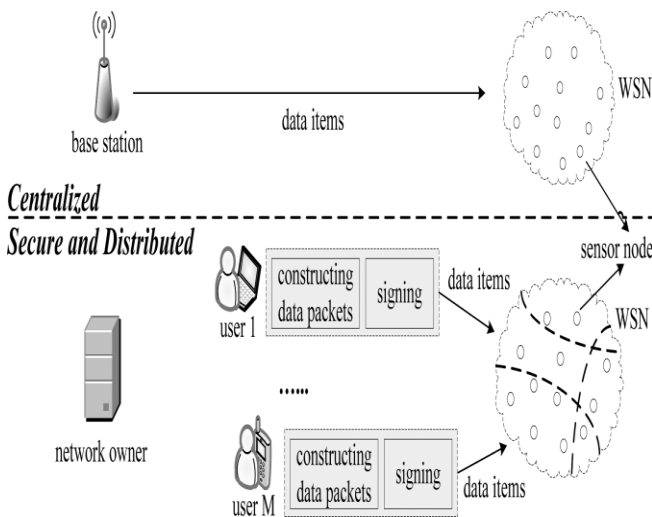 WSN
data items
base station
Centralized
Secure and Distributed
sensor node
constructing
data packets
signing
data items
user 1
WSN
......
network owner
constructing
data packets
signing
user M
data items